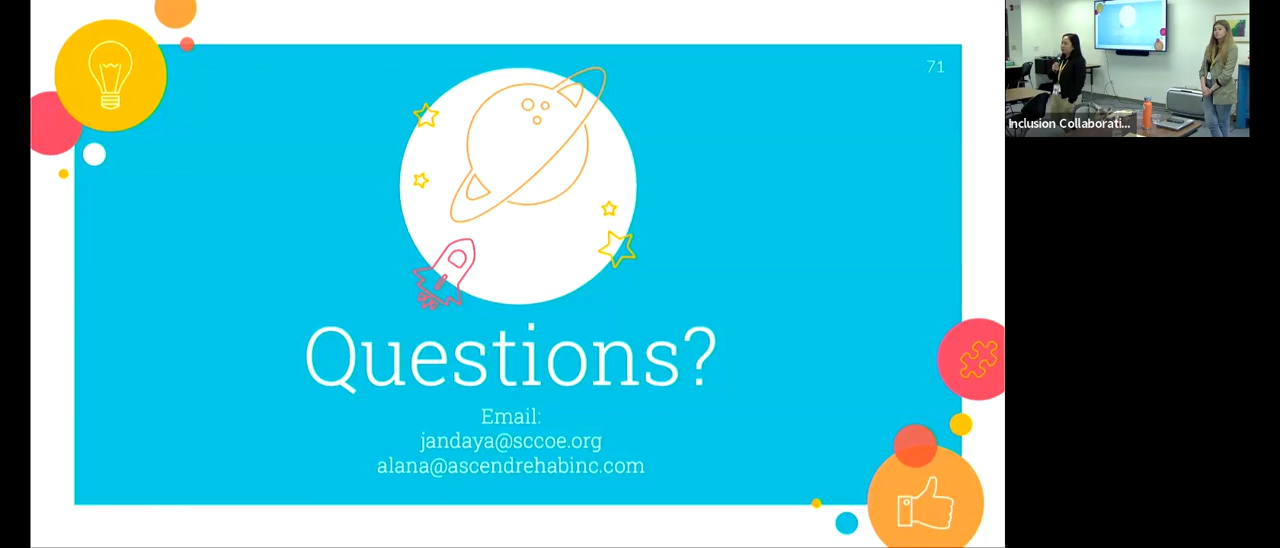 71
Inclusion Collaborati...
Questions?
Email:
jandaya@sccoe.org
alana@ascendrehabinc.com